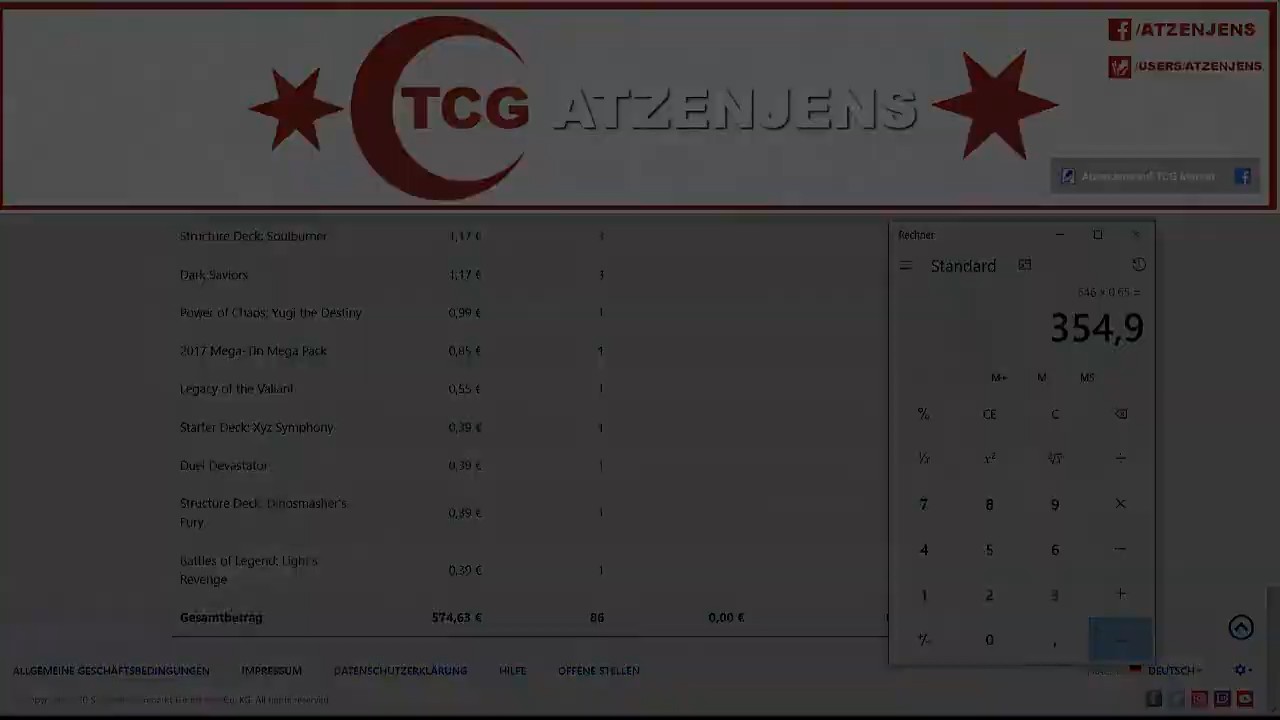 /ATZENJENS
/USERS/ATZENJENS
TCG ATZENJENS
Structure Deck: Soulburner 1,17 € 3
Dark Saviors 1,17 € 3
Power of Chaos: Yugi the Destiny 0,99 € 1
2017 Mega-Tin Mega Pack 0,85 € 1
Legacy of the Valiant 0,55 € 1
Starter Deck: Xyz Symphony 0,39 € 1
Duel Devastator 0,39 € 1
Structure Deck: Dinosmasher's
Fury 0,39 € 1
Battles of Legend: Light's
Revenge 0,39 € 1
Gesamtbetrag 574,63 € 86 0,00 €
Rechner
Standard
546 × 0,65 =
354,9
M+ M MS
% CE C
7 8 9 ×
4 5 6 −
1 2 3 +
+/- 0 ,
ALLGEMEINE GESCHÄFTSBEDINGUNGEN IMPRESSUM DATENSCHUTZERKLÄRUNG HILFE OFFENE STELLEN DEUTSCH
KG. All rights reserved.